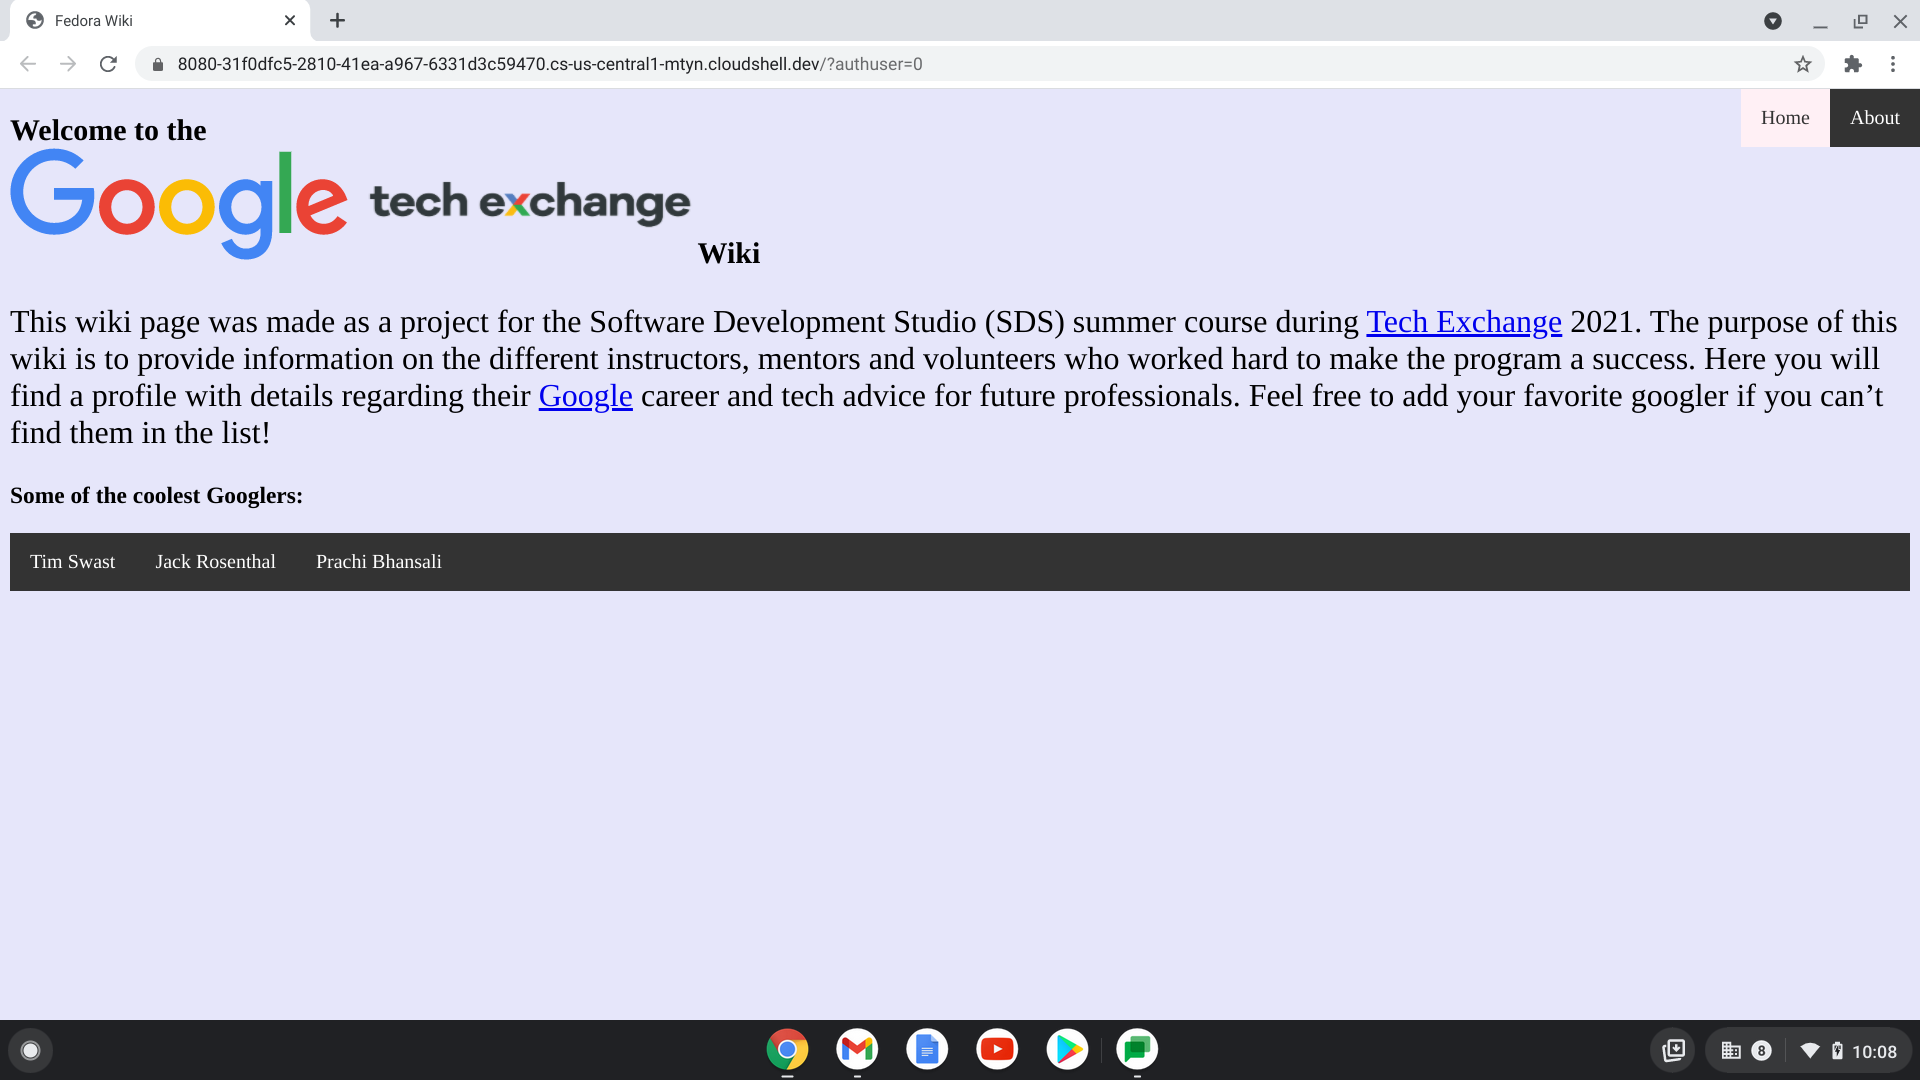 Fedora Wiki
8080-31f0dfc5-2810-41ea-a967-6331d3c59470.cs-us-central1-mtyn.cloudshell.dev/?authuser=0
Home About
Welcome to the
Google tech exchange
Wiki
This wiki page was made as a project for the Software Development Studio (SDS) summer course during Tech Exchange 2021. The purpose of this
wiki is to provide information on the different instructors, mentors and volunteers who worked hard to make the program a success. Here you will
find a profile with details regarding their Google career and tech advice for future professionals. Feel free to add your favorite googler if you can’t
find them in the list!
Some of the coolest Googlers:
Tim Swast Jack Rosenthal Prachi Bhansali
8 10:08